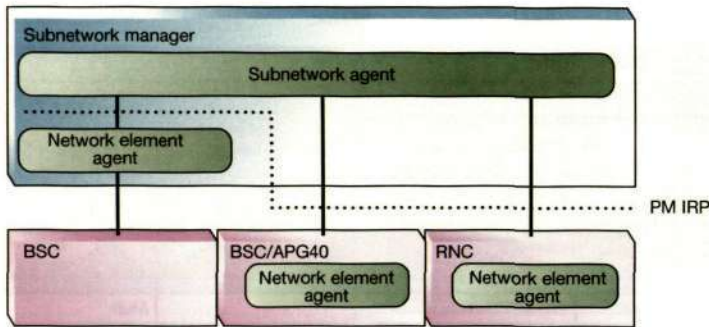 Subnetwork manager
Subnetwork agent
Network element
agent
PM IRP
BSC
BSC/APG40
RNC
Network element
agent
Network element
agent